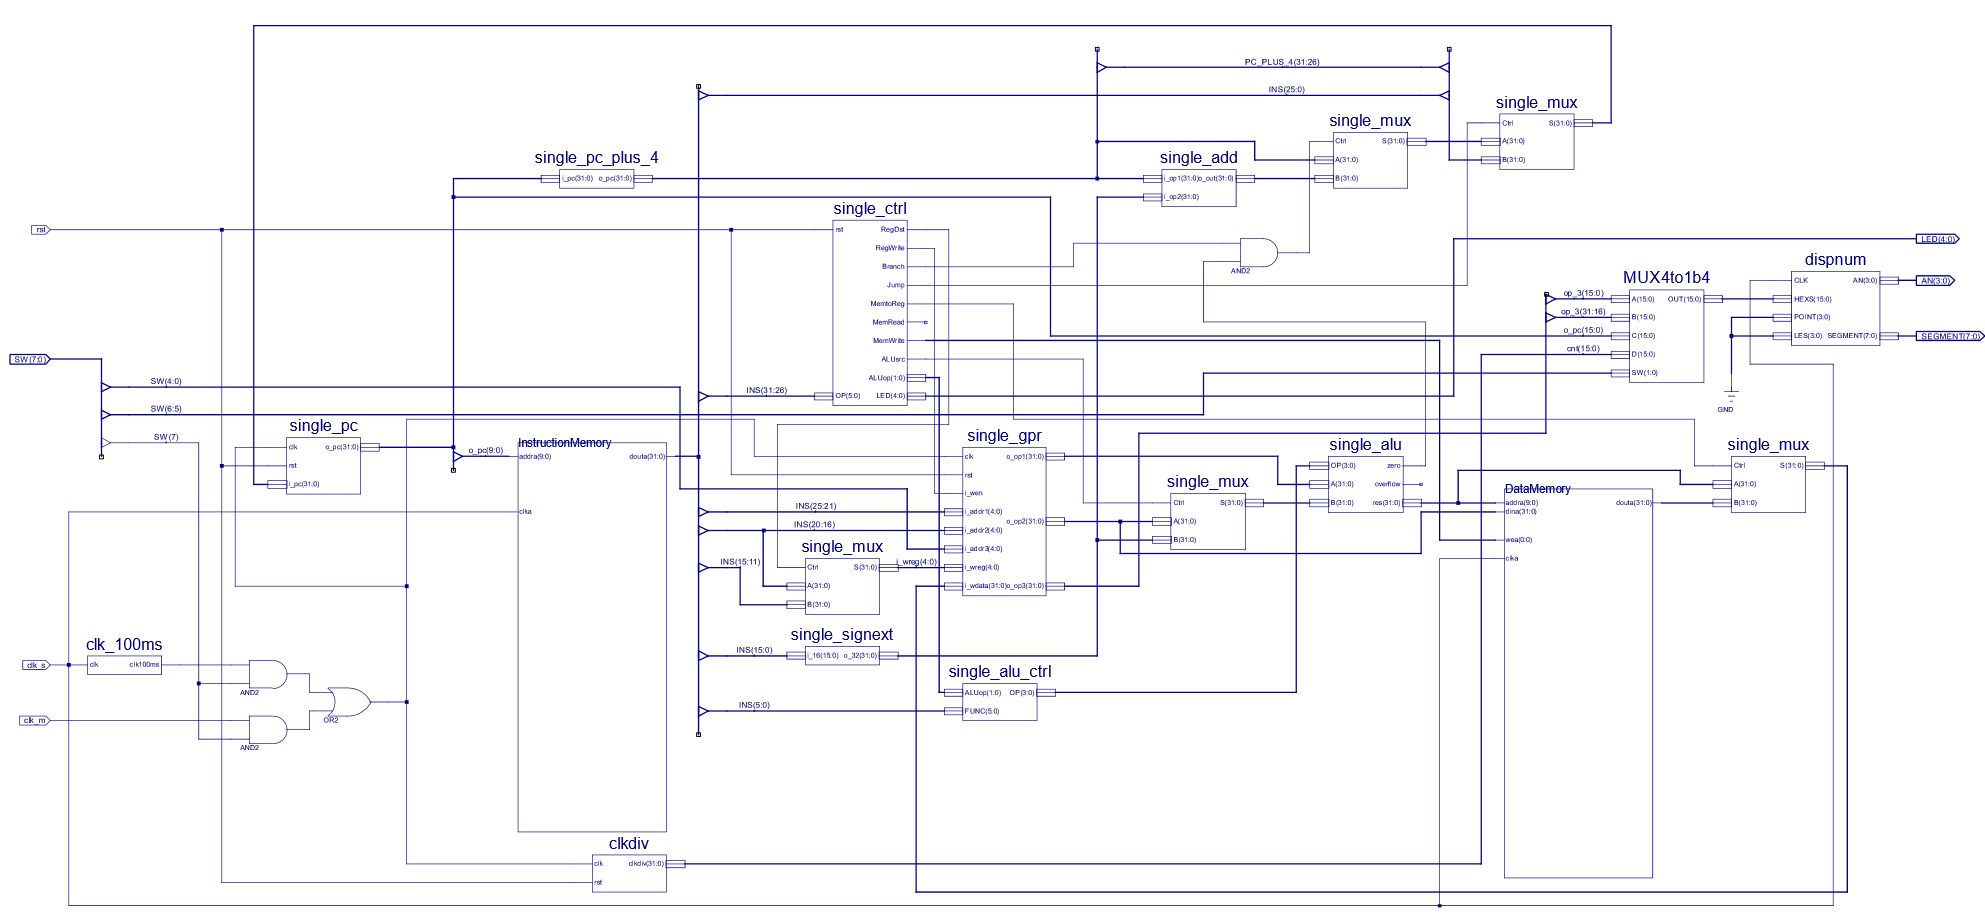 PC_PLUS_4(31:26)
INS(25:0)
single_mux
Ctrl S(31:0)
A(31:0)
B(31:0)
single_mux
Ctrl S(31:0)
A(31:0)
B(31:0)
single_pc_plus_4
i_pc(31:0) o_pc(31:0)
single_add
i_op1(31:0) o_out(31:0)
i_op2(31:0)
rst
single_ctrl
rst RegDst
RegWrite
Branch
Jump
MemtoReg
MemRead
MemWrite
ALUsrc
ALUop(1:0)
OP(5:0) LED(4:0)
INS(31:26)
AND2
LED(4:0)
MUX4to1b4
A(15:0) OUT(15:0)
B(15:0)
C(15:0)
D(15:0)
SW(1:0)
op_3(15:0)
op_3(31:16)
o_pc(15:0)
cnt(15:0)
dispnum
CLK AN(3:0)
HEXS(15:0)
POINT(3:0)
LES(3:0) SEGMENT(7:0)
AN(3:0)
SEGMENT(7:0)
GND
SW(7:0)
SW(4:0)
SW(6:5)
SW(7)
single_pc
clk o_pc(31:0)
rst
i_pc(31:0)
o_pc(9:0)
InstructionMemory
addra(9:0) douta(31:0)
clka
single_gpr
clk o_op1(31:0)
rst
i_wen
i_addr1(4:0)
i_addr2(4:0) o_op2(31:0)
i_addr3(4:0)
i_wreg(4:0)
i_wdata(31:0) o_op3(31:0)
INS(25:21)
INS(20:16)
INS(15:11)
single_mux
Ctrl S(31:0)
A(31:0)
B(31:0)
i_wreg(4:0)
single_mux
Ctrl S(31:0)
A(31:0)
B(31:0)
single_alu
OP(3:0) zero
A(31:0) overflow
B(31:0) res(31:0)
DataMemory
addra(9:0) douta(31:0)
dina(31:0)
wea(0:0)
clka
single_mux
Ctrl S(31:0)
A(31:0)
B(31:0)
INS(15:0)
single_signext
i_16(15:0) o_32(31:0)
single_alu_ctrl
ALUop(1:0) OP(3:0)
FUNC(5:0)
INS(5:0)
clk_s
clk_100ms
clk clk100ms
AND2
clk_m
AND2
OR2
clkdiv
clk clkdiv(31:0)
rst